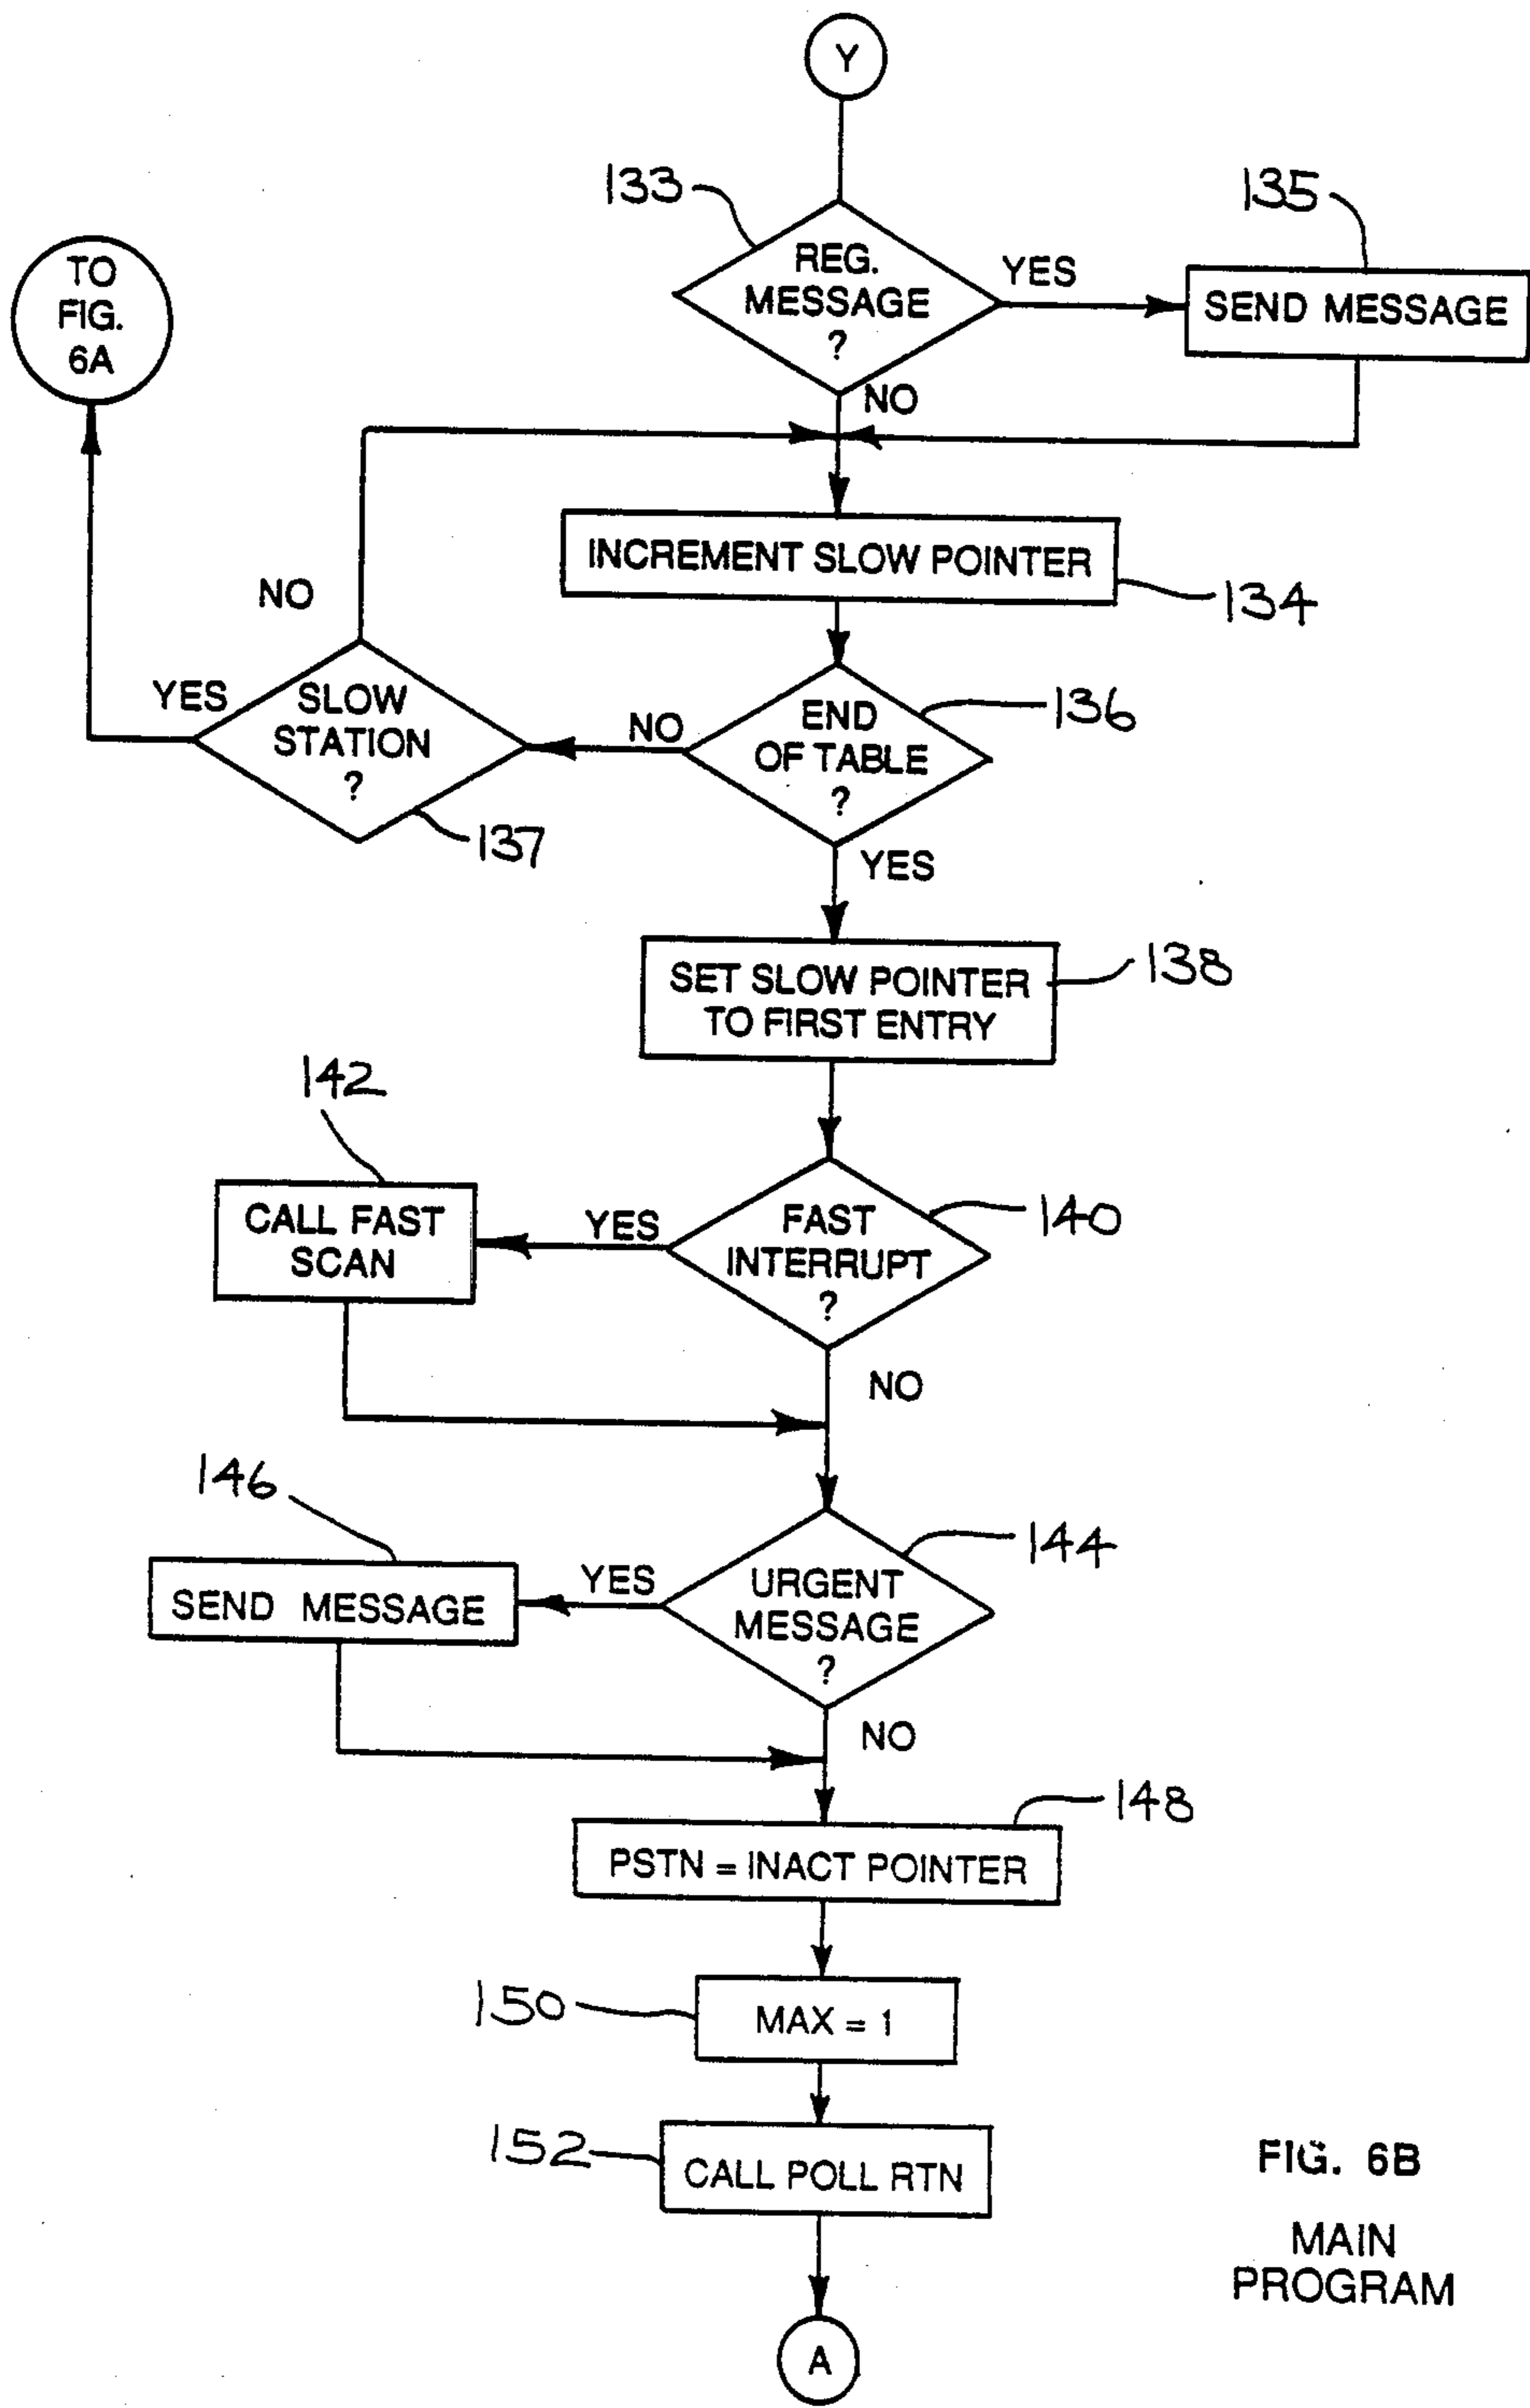 Y
133
135
REG.
MESSAGE
?
YES
SEND MESSAGE
TO
FIG.
6A
NO
INCREMENT SLOW POINTER
134
NO
YES
SLOW
STATION
?
137
NO
END
OF TABLE
?
136
YES
SET SLOW POINTER
TO FIRST ENTRY
138
142
CALL FAST
SCAN
YES
FAST
INTERRUPT
?
140
NO
146
SEND MESSAGE
YES
URGENT
MESSAGE
?
144
NO
148
PSTN = INACT POINTER
150
MAX = 1
152
CALL POLL RTN
A
FIG. 6B
MAIN
PROGRAM